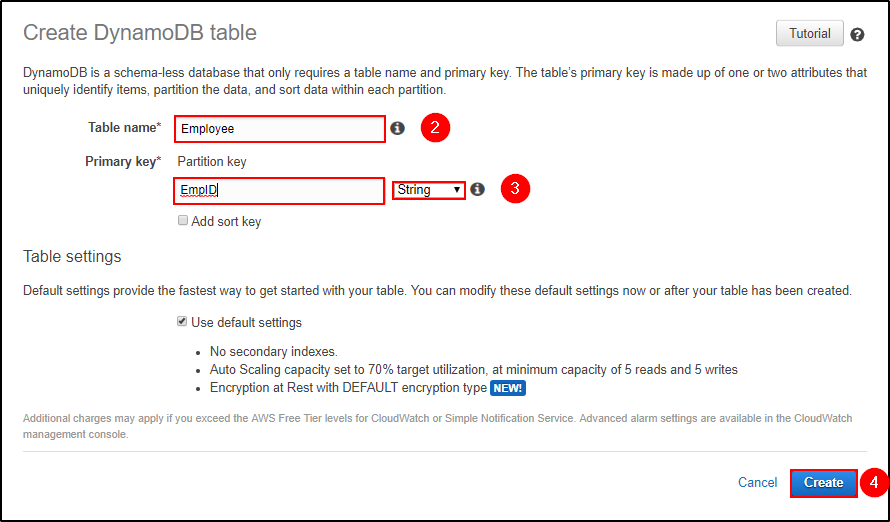 Create DynamoDB table
Tutorial ?
DynamoDB is a schema-less database that only requires a table name and primary key. The table's primary key is made up of one or two attributes that
uniquely identify items, partition the data, and sort data within each partition.
Table name* Employee i 2
Primary key* Partition key
EmpID String i 3
Add sort key
Table settings
Default settings provide the fastest way to get started with your table. You can modify these default settings now or after your table has been created.
Use default settings
• No secondary indexes.
• Auto Scaling capacity set to 70% target utilization, at minimum capacity of 5 reads and 5 writes
• Encryption at Rest with DEFAULT encryption type NEW!
Additional charges may apply if you exceed the AWS Free Tier levels for CloudWatch or Simple Notification Service. Advanced alarm settings are available in the CloudWatch
management console.
Cancel Create 4